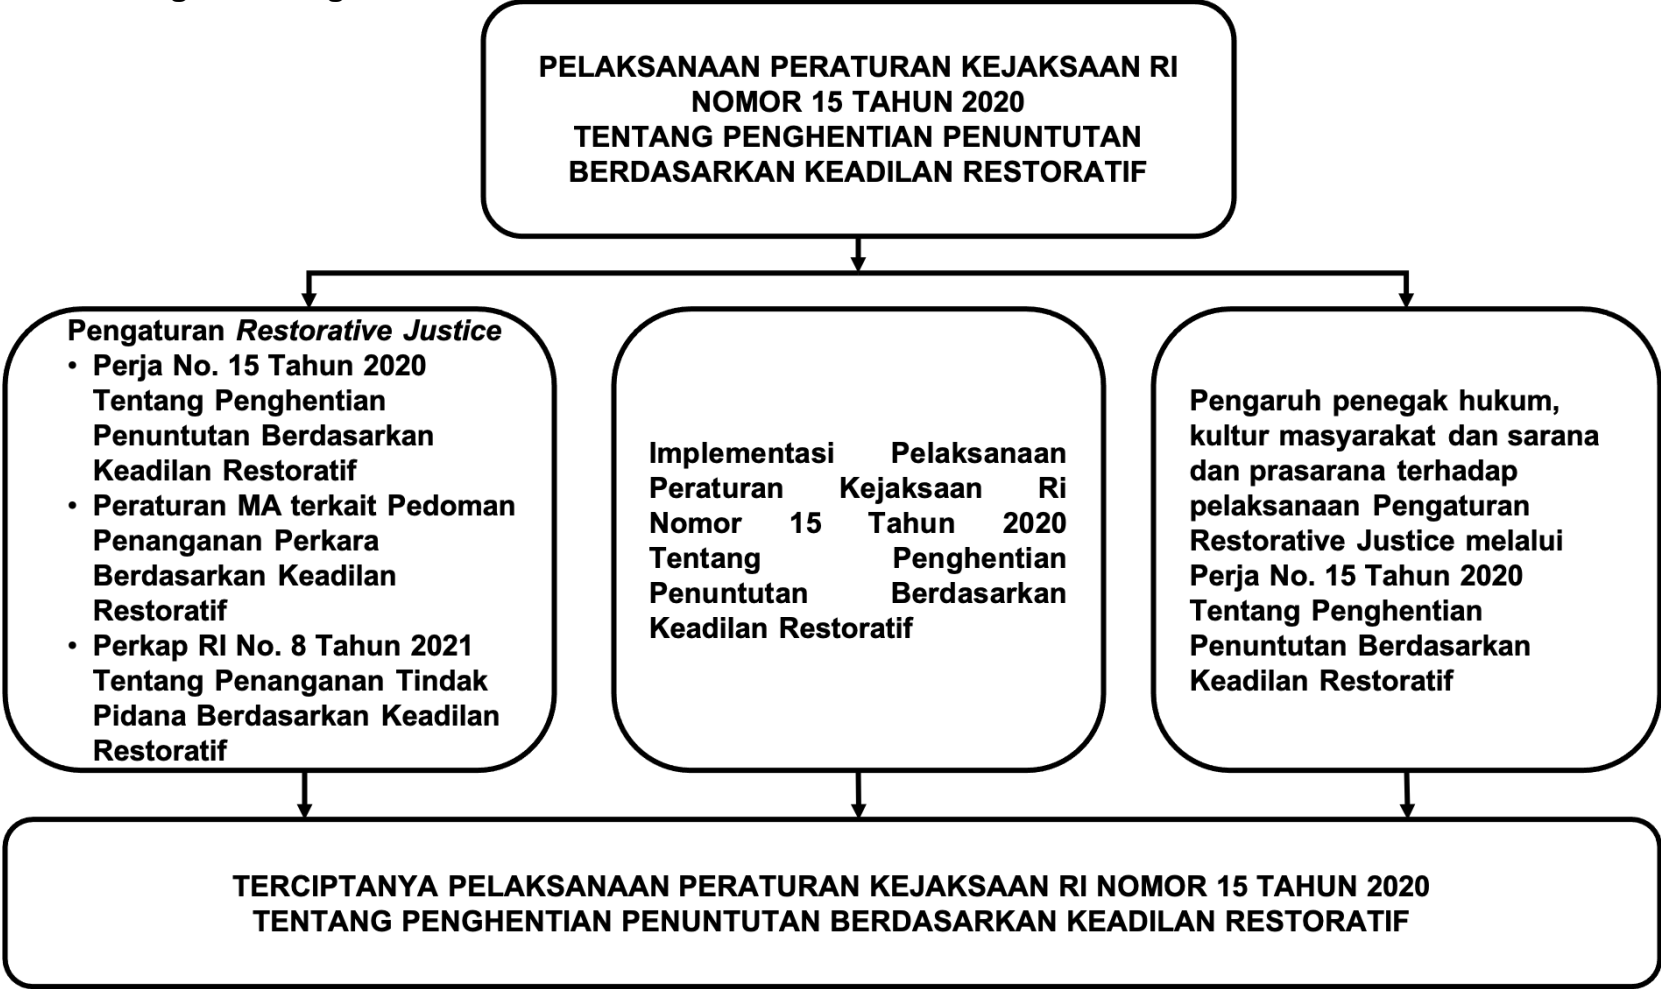 PELAKSANAAN PERATURAN KEJAKSAAN RI
NOMOR 15 TAHUN 2020
TENTANG PENGHENTIAN PENUNTUTAN
BERDASARKAN KEADILAN RESTORATIF
Pengaturan Restorative Justice
• Perja No. 15 Tahun 2020
Tentang Penghentian
Penuntutan Berdasarkan
Keadilan Restoratif
• Peraturan MA terkait Pedoman
Penanganan Perkara
Berdasarkan Keadilan
Restoratif
• Perkap RI No. 8 Tahun 2021
Tentang Penanganan Tindak
Pidana Berdasarkan Keadilan
Restoratif
Implementasi Pelaksanaan
Peraturan Kejaksaan Ri
Nomor 15 Tahun 2020
Tentang Penghentian
Penuntutan Berdasarkan
Keadilan Restoratif
Pengaruh penegak hukum,
kultur masyarakat dan sarana
dan prasarana terhadap
pelaksanaan Pengaturan
Restorative Justice melalui
Perja No. 15 Tahun 2020
Tentang Penghentian
Penuntutan Berdasarkan
Keadilan Restoratif
TERCIPTANYA PELAKSANAAN PERATURAN KEJAKSAAN RI NOMOR 15 TAHUN 2020
TENTANG PENGHENTIAN PENUNTUTAN BERDASARKAN KEADILAN RESTORATIF